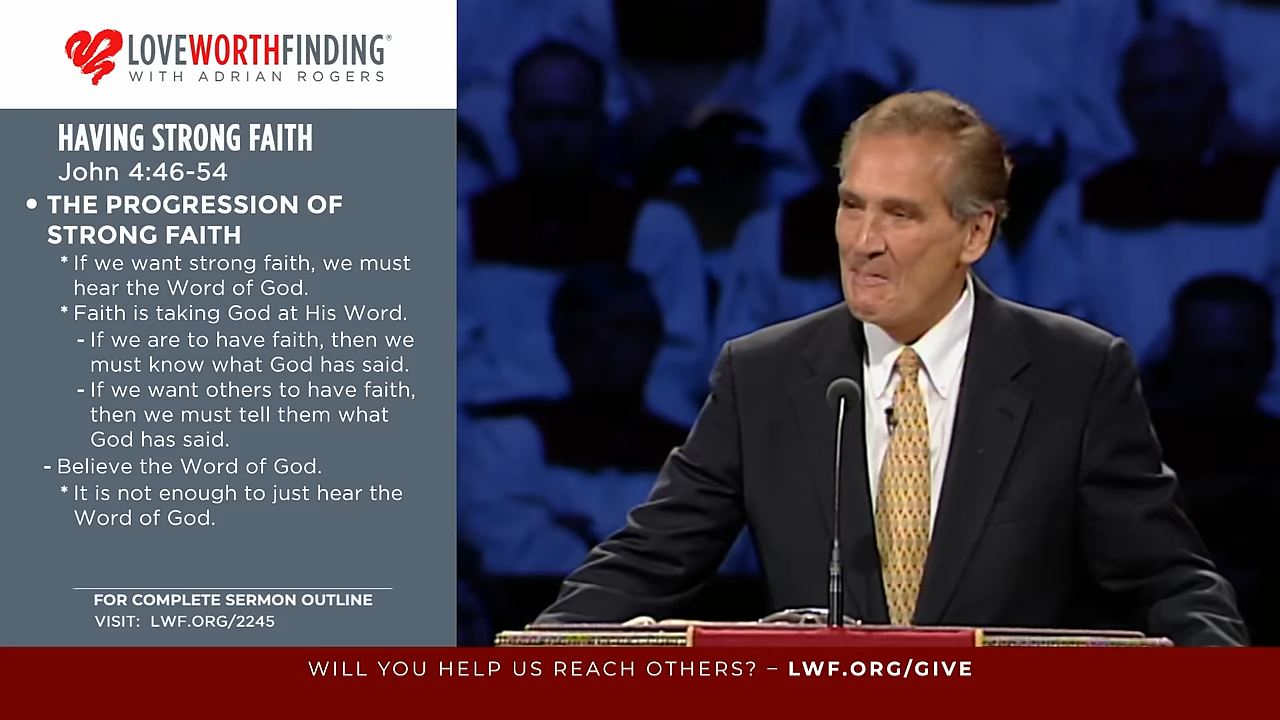 LOVEWORTHFINDING®
WITH ADRIAN ROGERS
HAVING STRONG FAITH
John 4:46-54
• THE PROGRESSION OF
STRONG FAITH
* If we want strong faith, we must
hear the Word of God.
* Faith is taking God at His Word.
- If we are to have faith, then we
must know what God has said.
- If we want others to have faith,
then we must tell them what
God has said.
- Believe the Word of God.
* It is not enough to just hear the
Word of God.
FOR COMPLETE SERMON OUTLINE
VISIT: LWF.ORG/2245
WILL YOU HELP US REACH OTHERS? – LWF.ORG/GIVE